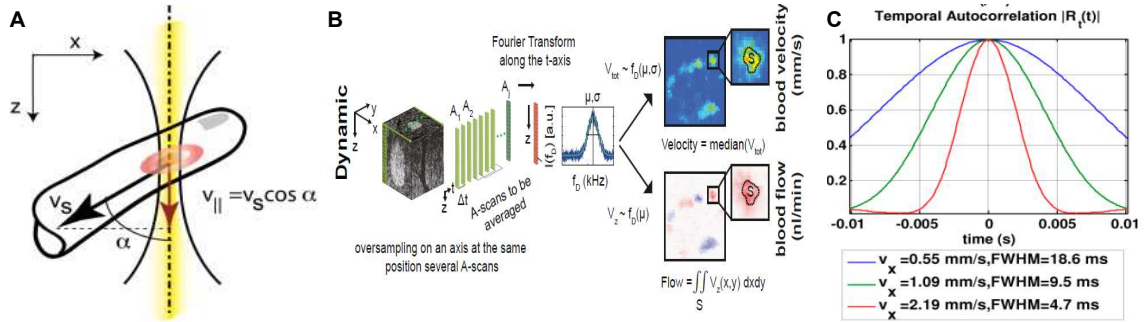 A
x
z
v_S
v_|| =v_S cos α
α
B
Dynamic
Fourier Transform
along the t-axis
y
x
z
A_1 A_2
A_j
z
t
z
Δt
A-scans to be
averaged
oversampling on an axis at the same
position several A-scans
I(f_D) [a.u.]
μ,σ
f_D (kHz)
V_tot ~ f_D(μ,σ)
S
blood velocity
(mm/s)
Velocity = median(V_tot)
V_z ~ f_D(μ)
S
blood flow
(nl/min)
Flow = ∫∫ V_z(x,y) dxdy
S
C
Temporal Autocorrelation |R_t(t)|
1
0.8
0.6
0.4
0.2
0
-0.01 -0.005 0 0.005 0.01
time (s)
v_x =0.55 mm/s,FWHM=18.6 ms
v_x =1.09 mm/s,FWHM=9.5 ms
v_x =2.19 mm/s,FWHM=4.7 ms